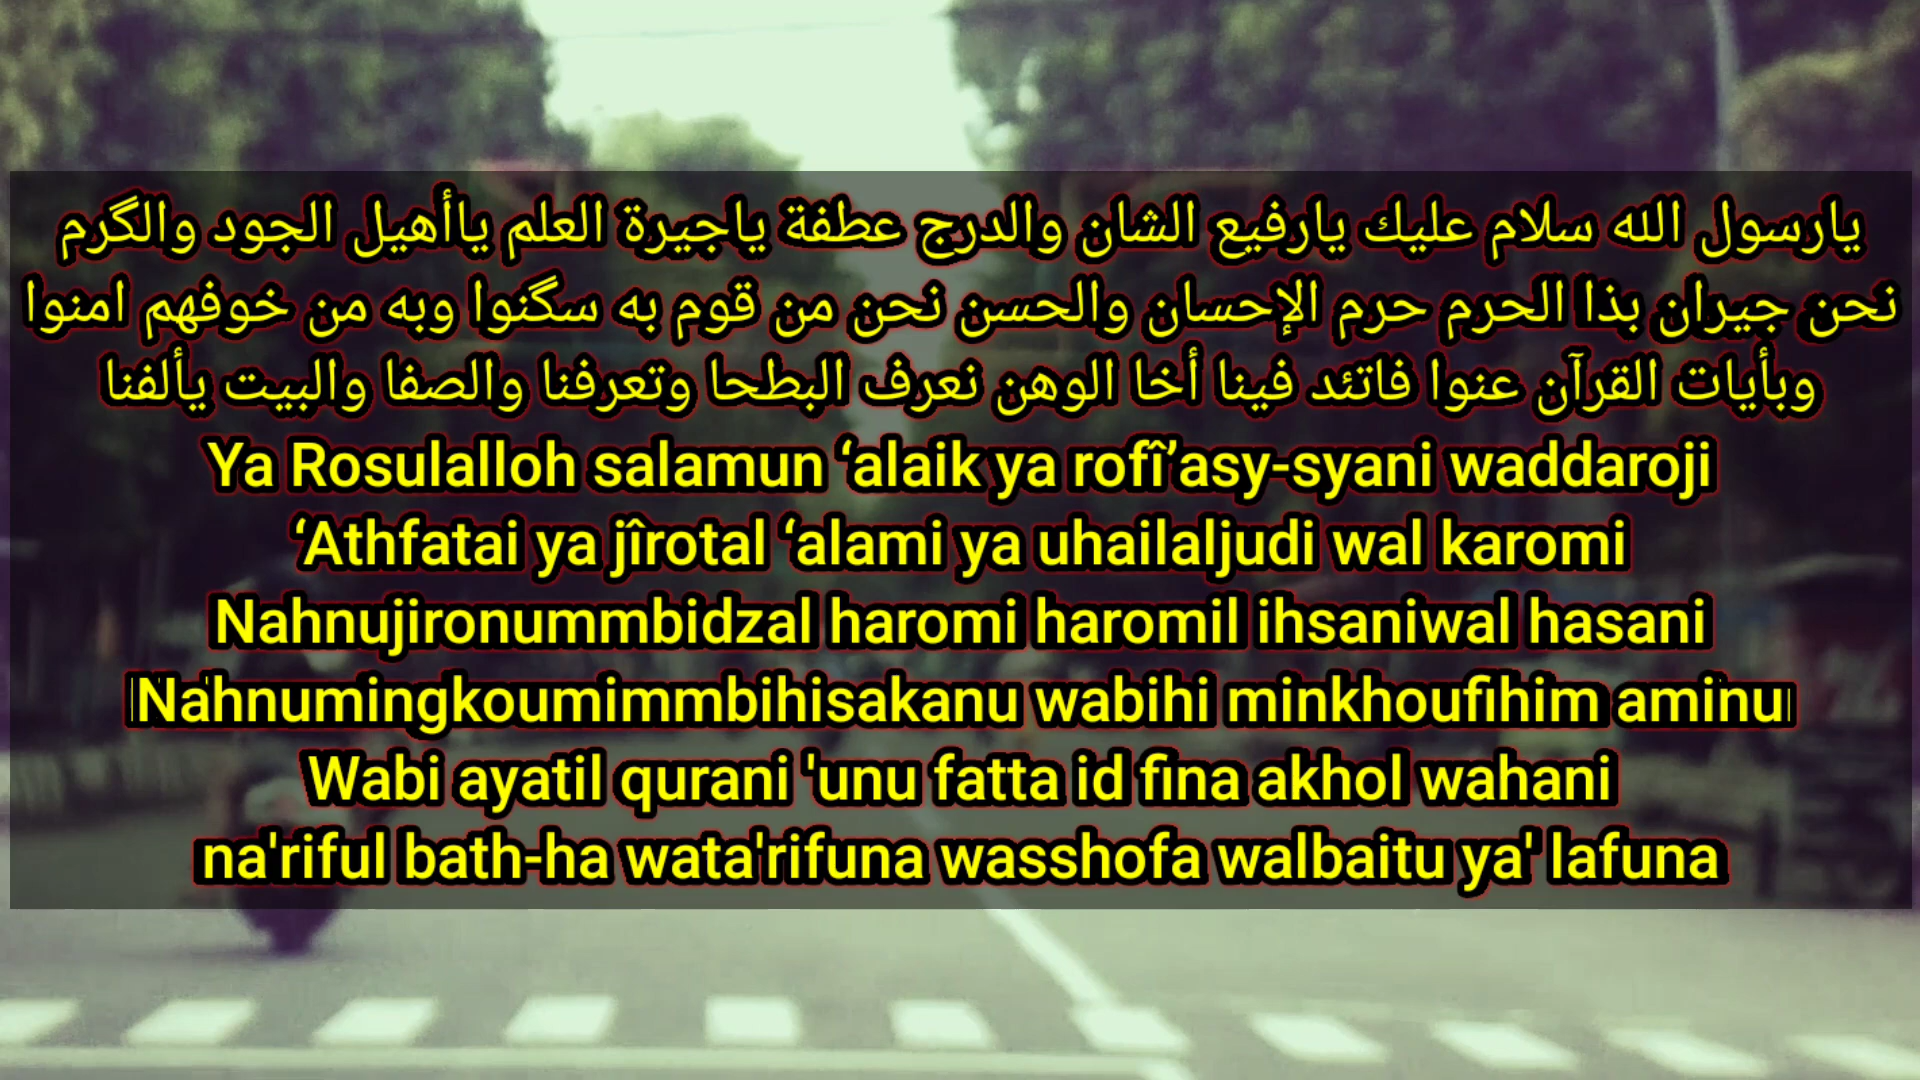 يارسول الله سلام عليك يارفيع الشان والدرج عطفة ياجيرة العلم ياأهيل الجود والگرم
نحن جيران بذا الحرم حرم الإحسان والحسن نحن من قوم به سگنوا وبه من خوفهم امنوا
وبأيات القرآن عنوا فاتئد فينا أخا الوهن نعرف البطحا وتعرفنا والصفا والبيت يألفنا
Ya Rosulalloh salamun ‘alaik ya rofî’asy-syani waddaroji
‘Athfatai ya jîrotal ‘alami ya uhailaljudi wal karomi
Nahnujironummbidzal haromi haromil ihsaniwal hasani
Nahnumingkoumimmbihisakanu wabihi minkhoufihim aminu
Wabi ayatil qurani 'unu fatta id fina akhol wahani
na'riful bath-ha wata'rifuna wasshofa walbaitu ya' lafuna